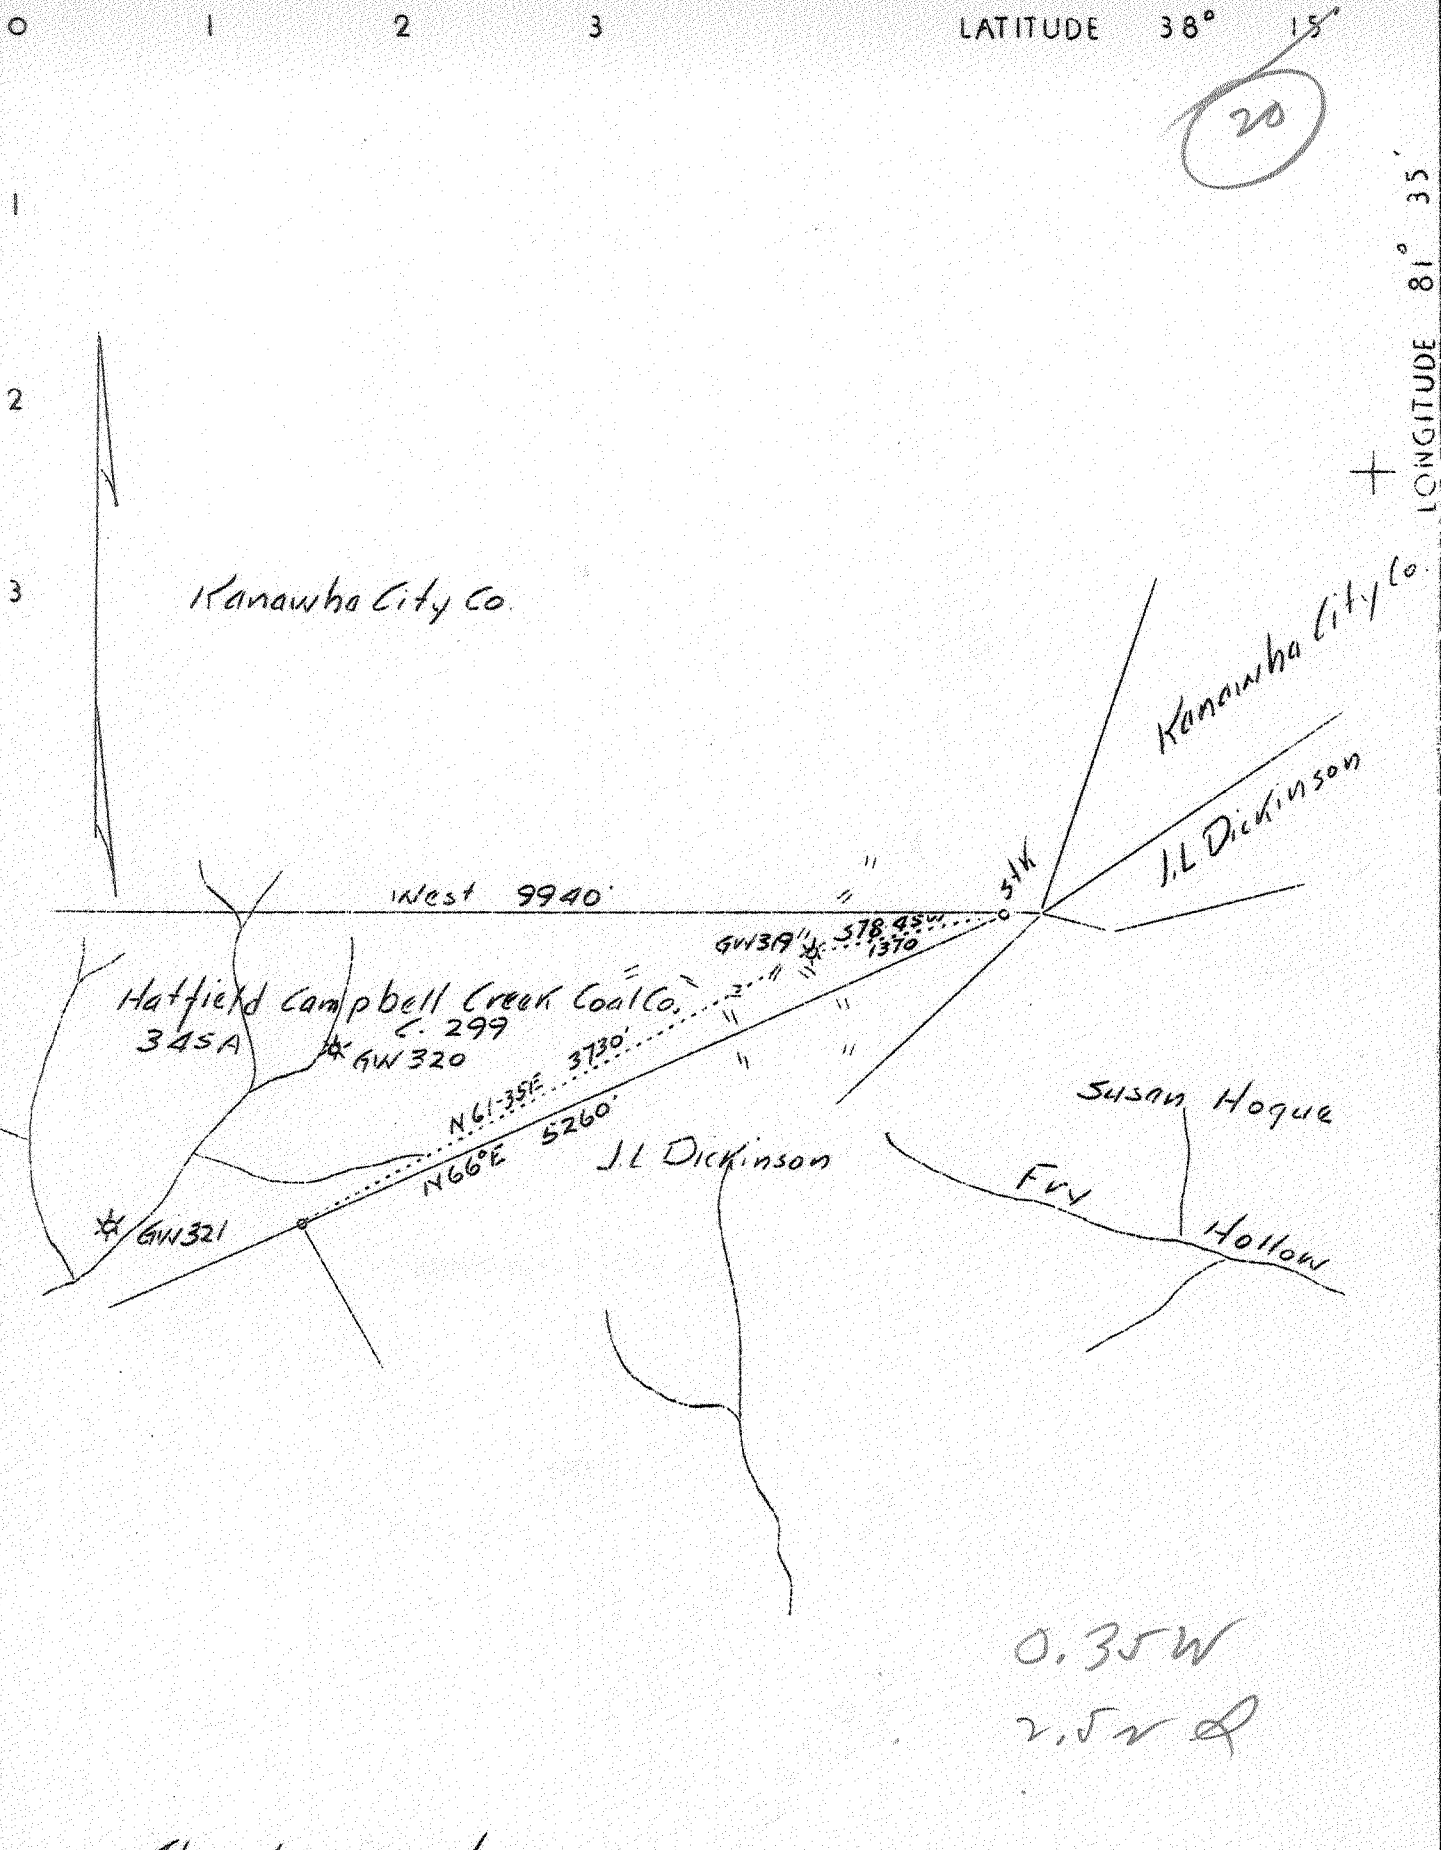 0 1 2 3 LATITUDE 38° 15'
20
1
LONGITUDE 81° 35'
2
3
Kanawha City Co.
Kanawha City Co.
J.L Dickinson
Stk
West 9940'
S78 45W
1370
GW319
Hatfield Campbell Creek Coal Co.
C. 299
345A
GW 320
N61-35E 3730'
N66°E 5260'
J.L Dickinson
Susan Hogue
Fry Hollow
GW321
0.35W